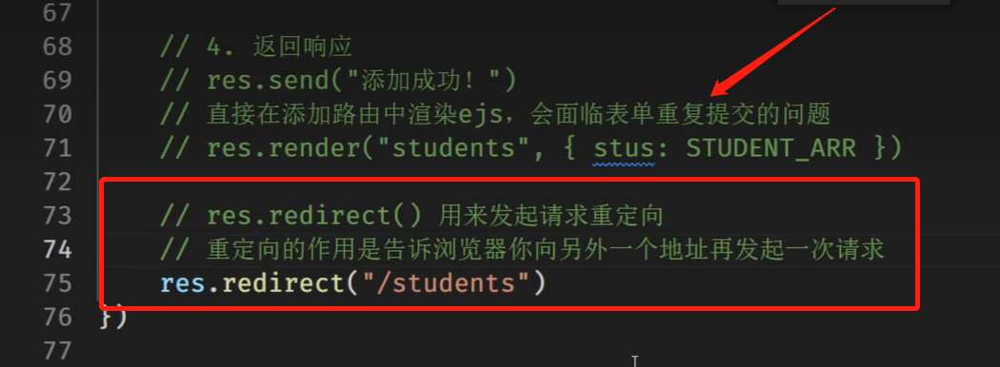 67
68 // 4. 返回响应
69 // res.send("添加成功!")
70 // 直接在添加路由中渲染ejs，会面临表单重复提交的问题
71 // res.render("students", { stus: STUDENT_ARR })
72
73 // res.redirect() 用来发起请求重定向
74 // 重定向的作用是告诉浏览器你向另外一个地址再发起一次请求
75 res.redirect("/students")
76 })
77